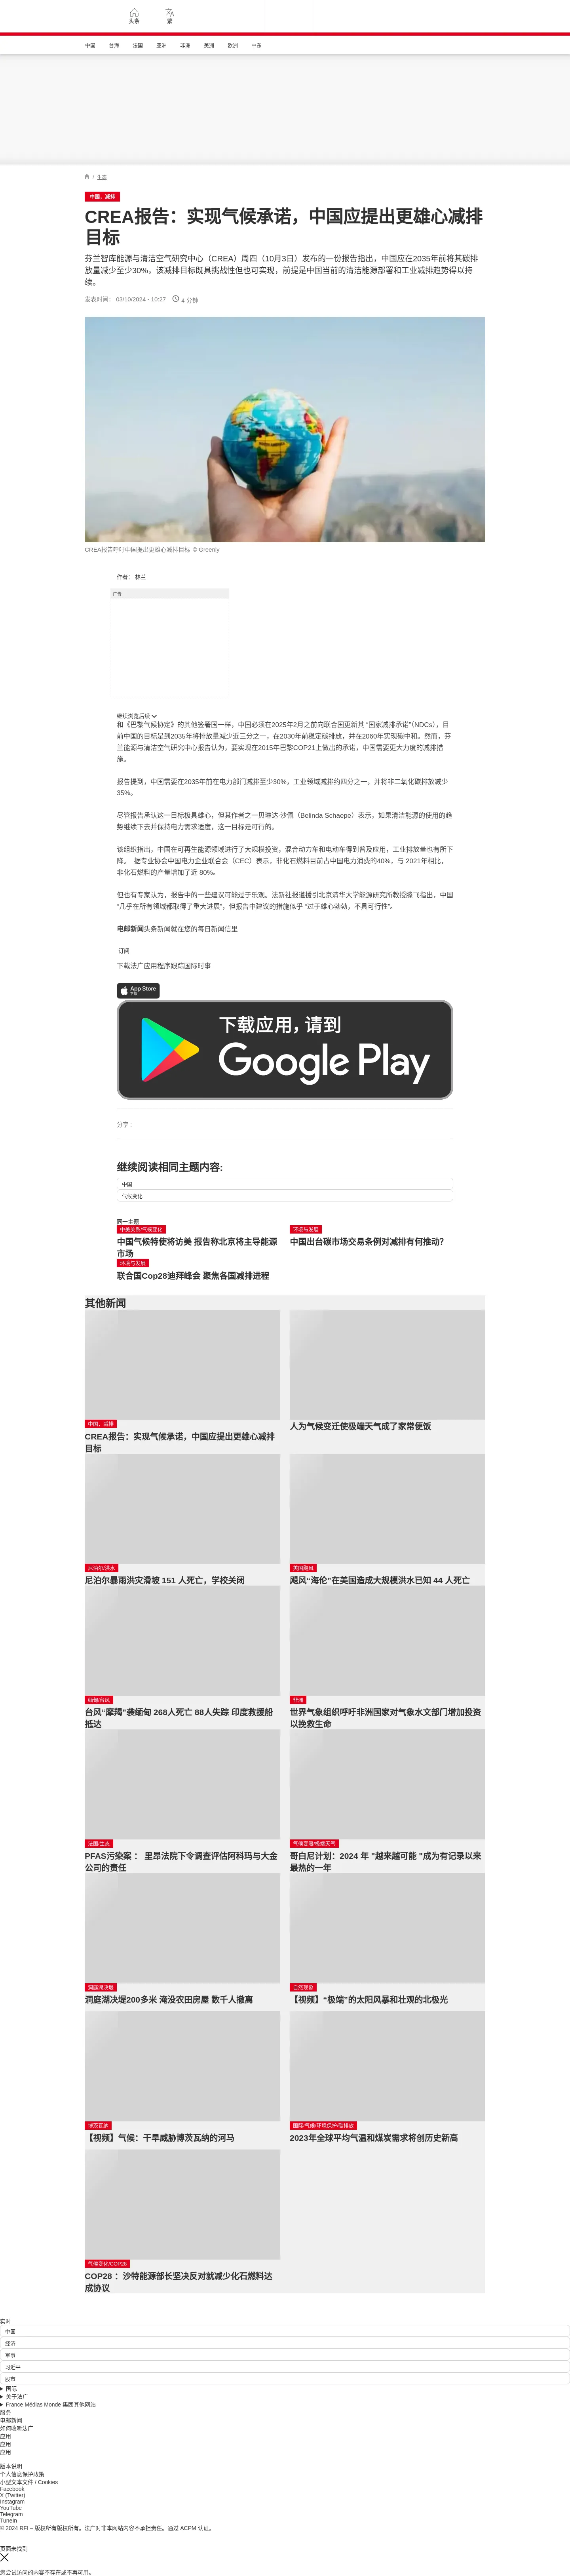 头条
繁
中国
台海
法国
亚洲
非洲
美洲
欧洲
中东
/ 生态
中国，减排
CREA报告：实现气候承诺，中国应提出更雄心减排
目标
芬兰智库能源与清洁空气研究中心（CREA）周四（10月3日）发布的一份报告指出，中国应在2035年前将其碳排
放量减少至少30%，该减排目标既具挑战性但也可实现，前提是中国当前的清洁能源部署和工业减排趋势得以持
续。
发表时间： 03/10/2024 - 10:27
4 分钟
CREA报告呼吁中国提出更雄心减排目标 © Greenly
作者： 林兰
广告
继续浏览后续
和《巴黎气候协定》的其他签署国一样，中国必须在2025年2月之前向联合国更新其 “国家减排承诺”（NDCs），目
前中国的目标是到2035年将排放量减少近三分之一，在2030年前稳定碳排放，并在2060年实现碳中和。然而，芬
兰能源与清洁空气研究中心报告认为，要实现在2015年巴黎COP21上做出的承诺，中国需要更大力度的减排措
施。
报告提到，中国需要在2035年前在电力部门减排至少30%，工业领域减排约四分之一，并将非二氧化碳排放减少
35%。
尽管报告承认这一目标极具雄心，但其作者之一贝琳达·沙佩（Belinda Schaepe）表示，如果清洁能源的使用的趋
势继续下去并保持电力需求适度，这一目标是可行的。
该组织指出，中国在可再生能源领域进行了大规模投资，混合动力车和电动车得到普及应用，工业排放量也有所下
降。 据专业协会中国电力企业联合会（CEC）表示，非化石燃料目前占中国电力消费的40%，与 2021年相比，
非化石燃料的产量增加了近 80%。
但也有专家认为，报告中的一些建议可能过于乐观。法新社报道援引北京清华大学能源研究所教授滕飞指出，中国
“几乎在所有领域都取得了重大进展”，但报告中建议的措施似乎 “过于雄心勃勃，不具可行性”。
电邮新闻头条新闻就在您的每日新闻信里
订阅
下载法广应用程序跟踪国际时事
App Store
下载
下载应用，请到
Google Play
分享 :
继续阅读相同主题内容:
中国
气候变化
同一主题
中美关系/气候变化
中国气候特使将访美 报告称北京将主导能源
市场
环境与发展
中国出台碳市场交易条例对减排有何推动?
环境与发展
联合国Cop28迪拜峰会 聚焦各国减排进程
其他新闻
中国，减排
CREA报告：实现气候承诺，中国应提出更雄心减排
目标
人为气候变迁使极端天气成了家常便饭
尼泊尔/洪水
尼泊尔暴雨洪灾滑坡 151 人死亡，学校关闭
美国飓风
飓风“海伦”在美国造成大规模洪水已知 44 人死亡
缅甸/台风
台风“摩羯”袭缅甸 268人死亡 88人失踪 印度救援船
抵达
非洲
世界气象组织呼吁非洲国家对气象水文部门增加投资
以挽救生命
法国/生态
PFAS污染案 ： 里昂法院下令调查评估阿科玛与大金
公司的责任
气候变暖/极端天气
哥白尼计划：2024 年 "越来越可能 "成为有记录以来
最热的一年
洞庭湖决堤
洞庭湖决堤200多米 淹没农田房屋 数千人撤离
自然现象
【视频】“极端”的太阳风暴和壮观的北极光
博茨瓦纳
【视频】气候：干旱威胁博茨瓦纳的河马
国际/气候/环境保护/碳排放
2023年全球平均气温和煤炭需求将创历史新高
气候变化/COP28
COP28 ：沙特能源部长坚决反对就减少化石燃料达
成协议
实时
中国
经济
军事
习近平
股市
国际
关于法广
France Médias Monde 集团其他网站
服务
电邮新闻
如何收听法广
应用
应用
应用
版本说明
个人信息保护政策
小型文本文件 / Cookies
Facebook
X (Twitter)
Instagram
YouTube
Telegram
TuneIn
© 2024 RFI – 版权所有版权所有。法广对非本网站内容不承担责任。通过 ACPM 认证。
页面未找到
您尝试访问的内容不存在或不再可用。